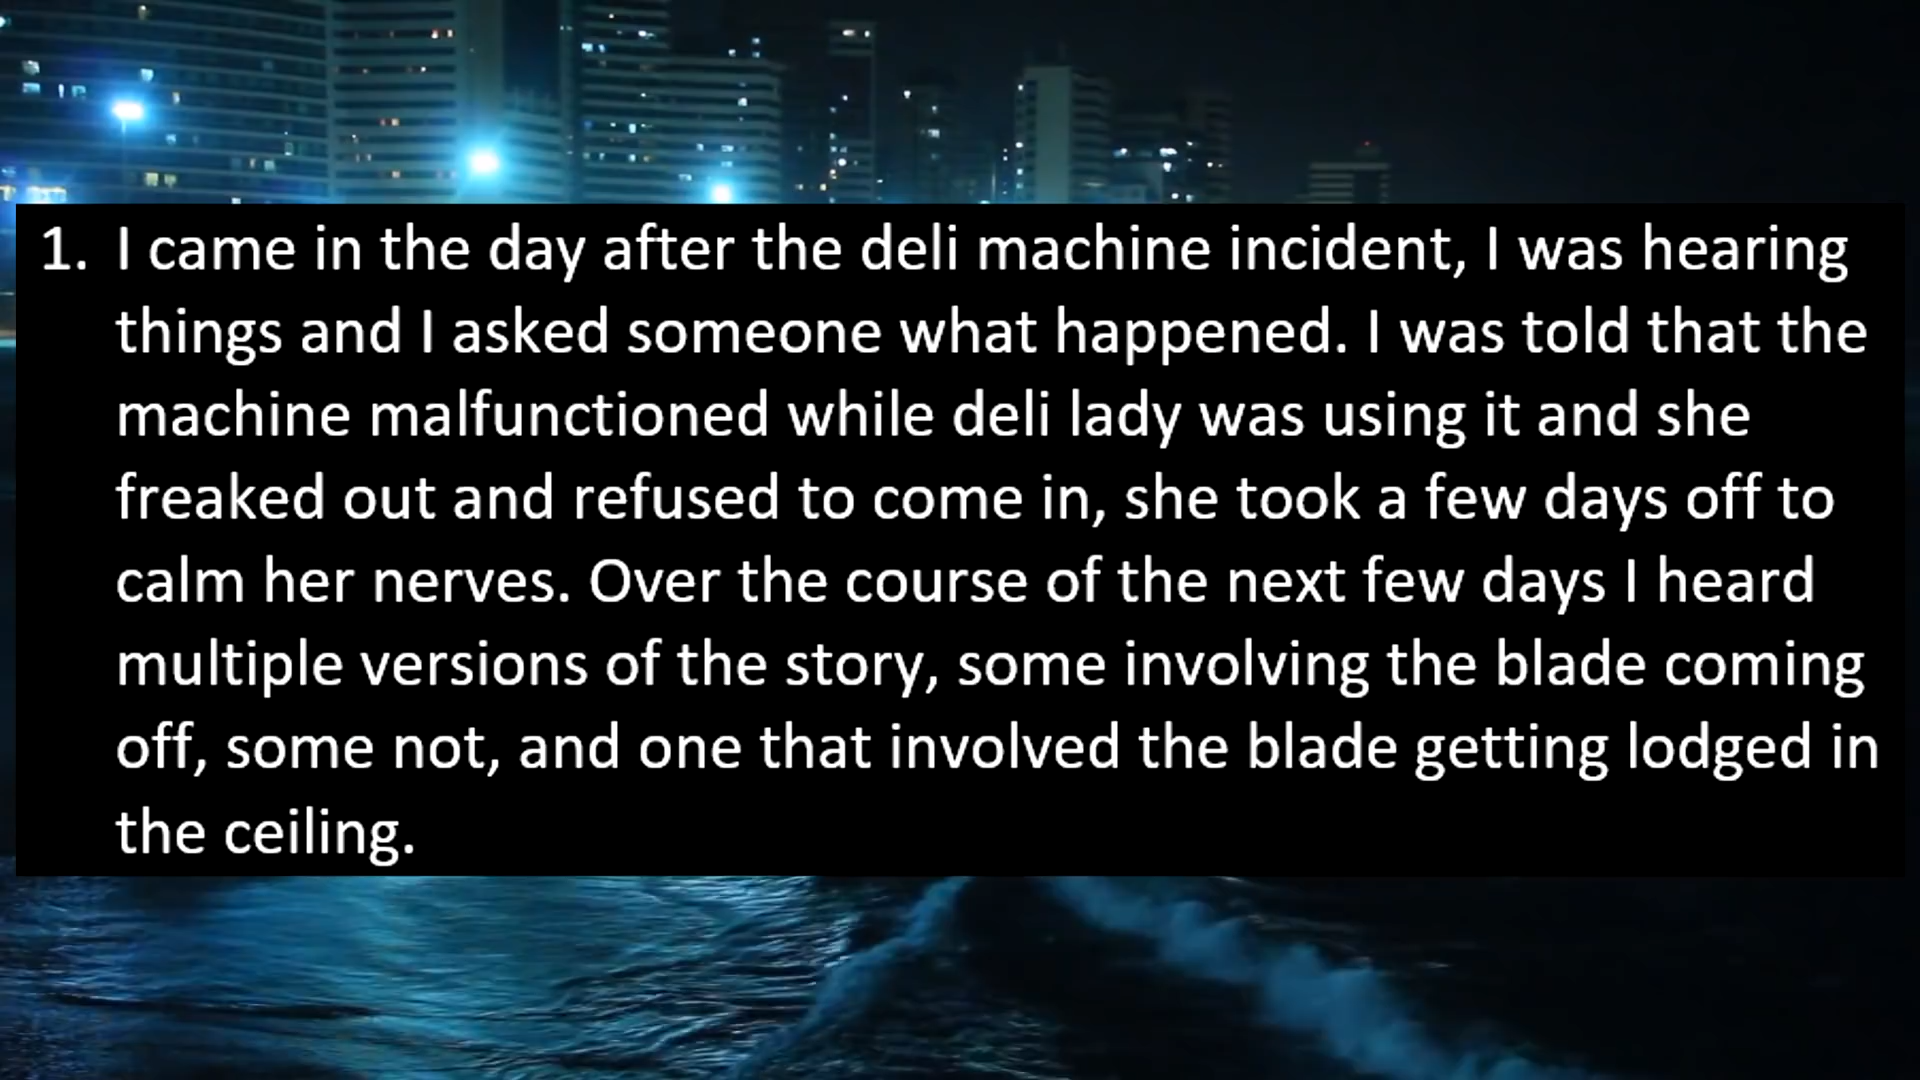 1. I came in the day after the deli machine incident, I was hearing
things and I asked someone what happened. I was told that the
machine malfunctioned while deli lady was using it and she
freaked out and refused to come in, she took a few days off to
calm her nerves. Over the course of the next few days I heard
multiple versions of the story, some involving the blade coming
off, some not, and one that involved the blade getting lodged in
the ceiling.